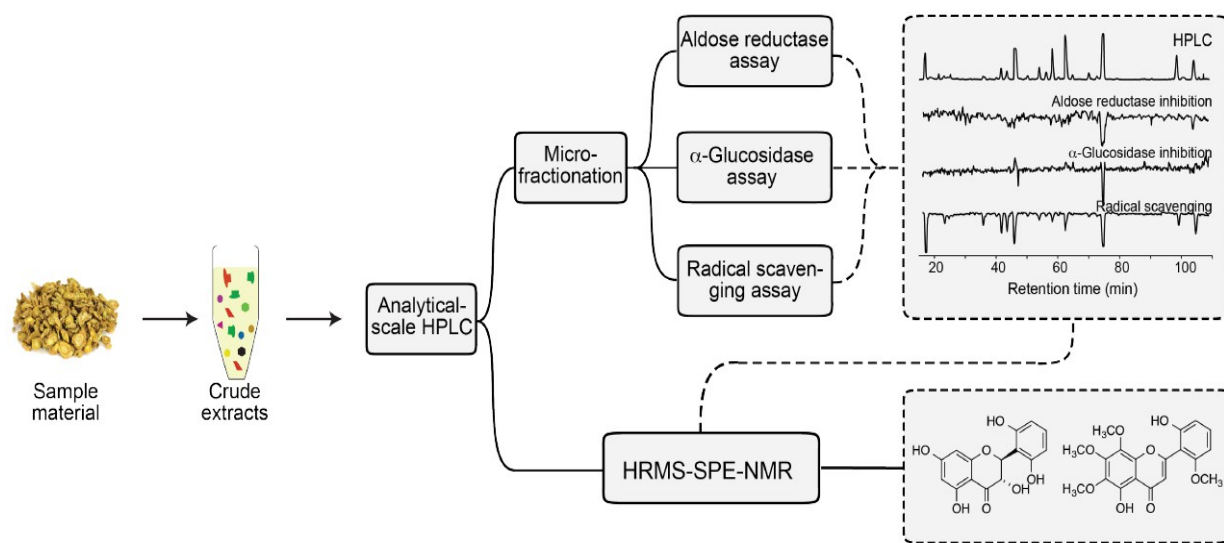 Sample
material
Crude
extracts
Analytical-
scale HPLC
Micro-
fractionation
Aldose reductase
assay
α-Glucosidase
assay
Radical scaven-
ging assay
HRMS-SPE-NMR
HPLC
Aldose reductase inhibition
α-Glucosidase inhibition
Radical scavenging
20 40 60 80 100
Retention time (min)
HO
HO
O
OH
OH
OH
O
HO
H₃CO
H₃CO
O
H₃CO
OCH₃
OH
O